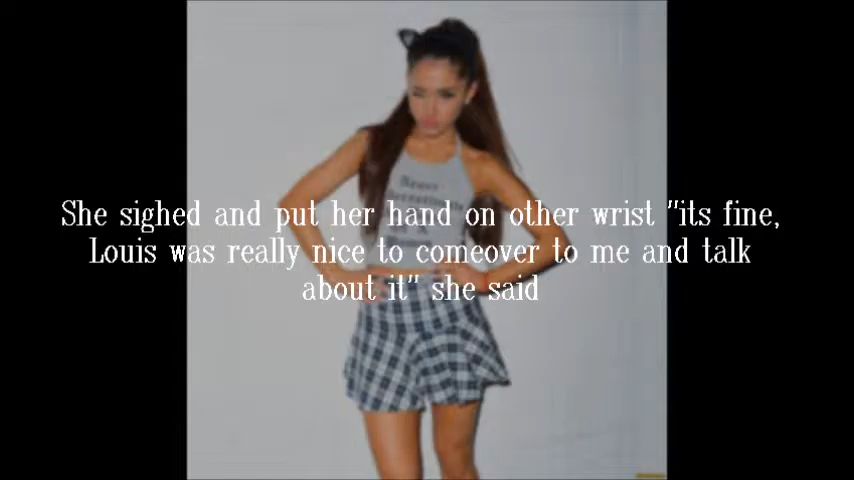 She sighed and put her hand on other wrist "its fine,
Louis was really nice to comeover to me and talk
about it" she said